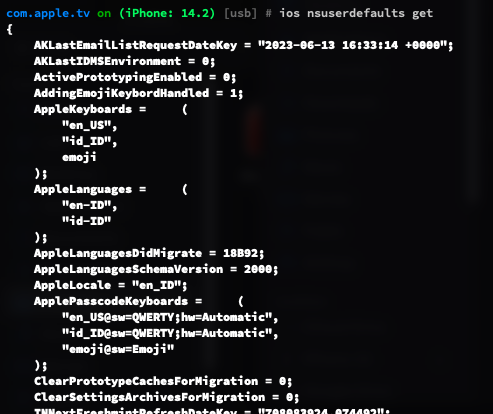 com.apple.tv on (iPhone: 14.2) [usb] # ios nsuserdefaults get
{
    AKLastEmailListRequestDateKey = "2023-06-13 16:33:14 +0000";
    AKLastIDMSEnvironment = 0;
    ActivePrototypingEnabled = 0;
    AddingEmojiKeybordHandled = 1;
    AppleKeyboards =     (
        "en_US",
        "id_ID",
        emoji
    );
    AppleLanguages =     (
        "en-ID",
        "id-ID"
    );
    AppleLanguagesDidMigrate = 18B92;
    AppleLanguagesSchemaVersion = 2000;
    AppleLocale = "en_ID";
    ApplePasscodeKeyboards =     (
        "en_US@sw=QWERTY;hw=Automatic",
        "id_ID@sw=QWERTY;hw=Automatic",
        "emoji@sw=Emoji"
    );
    ClearPrototypeCachesForMigration = 0;
    ClearSettingsArchivesForMigration = 0;
    INNextFreshmintRefreshDateKey = "708083924.074492";